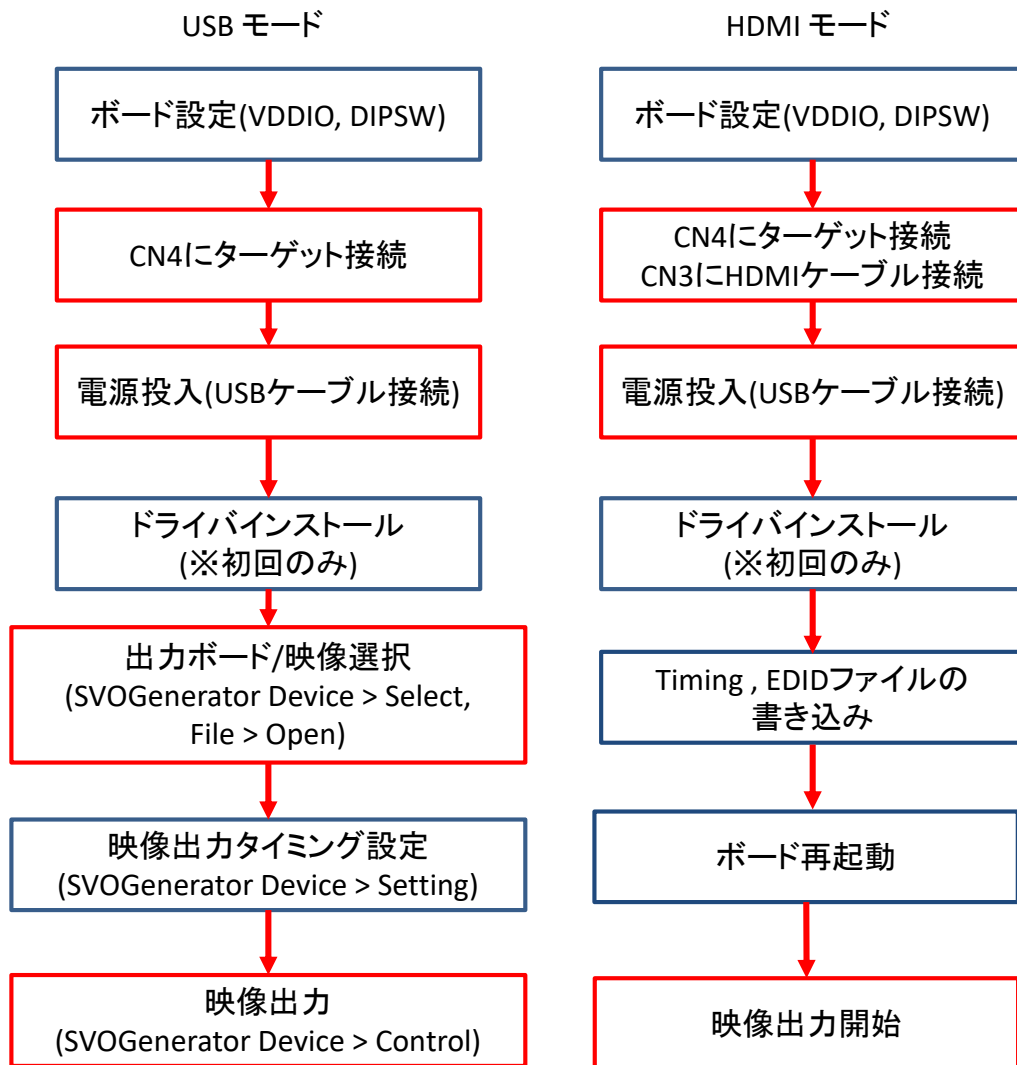 USB モード
ボード設定(VDDIO, DIPSW)
CN4にターゲット接続
電源投入(USBケーブル接続)
ドライバインストール
(※初回のみ)
出力ボード/映像選択
(SVOGenerator Device > Select,
File > Open)
映像出力タイミング設定
(SVOGenerator Device > Setting)
映像出力
(SVOGenerator Device > Control)
HDMI モード
ボード設定(VDDIO, DIPSW)
CN4にターゲット接続
CN3にHDMIケーブル接続
電源投入(USBケーブル接続)
ドライバインストール
(※初回のみ)
Timing , EDIDファイルの
書き込み
ボード再起動
映像出力開始